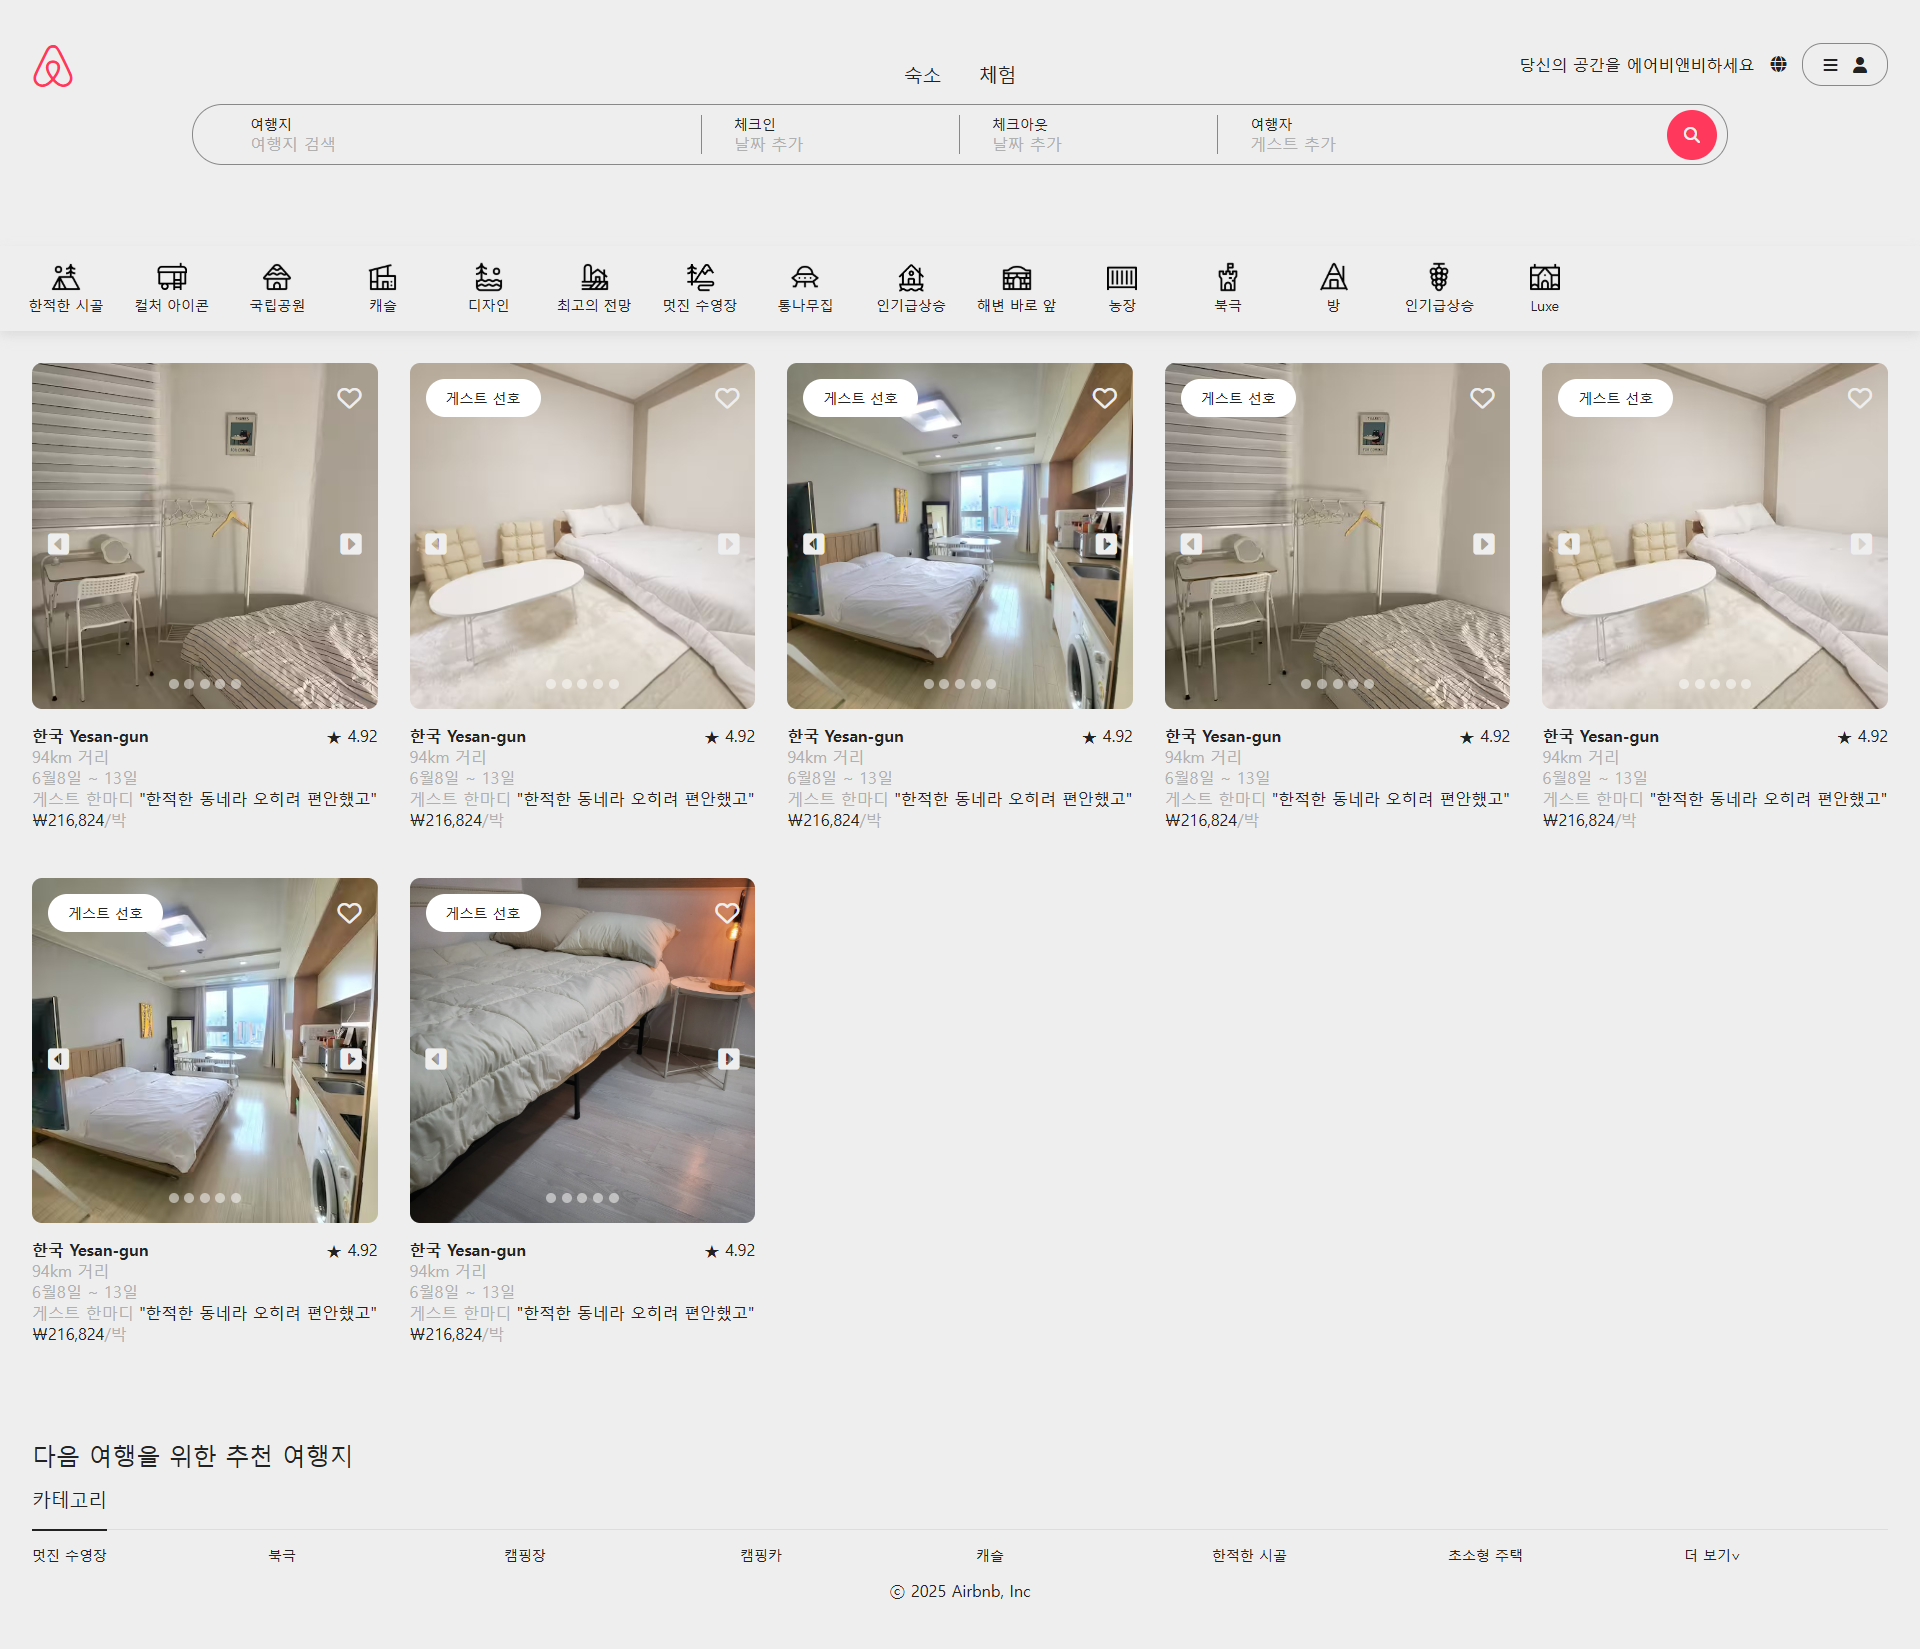 당신의 공간을 에어비앤비하세요
숙소 체험
여행지 체크인 체크아웃 여행자
여행지 검색 날짜 추가 날짜 추가 게스트 추가
한적한 시골 컬처 아이콘 국립공원 캐슬 디자인 최고의 전망 멋진 수영장 통나무집 인기급상승 해변 바로 앞 농장 북극 방 인기급상승 Luxe
게스트 선호 게스트 선호 게스트 선호 게스트 선호
한국 Yesan-gun ★ 4.92 한국 Yesan-gun ★ 4.92 한국 Yesan-gun ★ 4.92 한국 Yesan-gun ★ 4.92 한국 Yesan-gun ★ 4.92
94km 거리 94km 거리 94km 거리 94km 거리 94km 거리
6월8일 ~ 13일 6월8일 ~ 13일 6월8일 ~ 13일 6월8일 ~ 13일 6월8일 ~ 13일
게스트 한마디 "한적한 동네라 오히려 편안했고" 게스트 한마디 "한적한 동네라 오히려 편안했고" 게스트 한마디 "한적한 동네라 오히려 편안했고" 게스트 한마디 "한적한 동네라 오히려 편안했고" 게스트 한마디 "한적한 동네라 오히려 편안했고"
₩216,824/박 ₩216,824/박 ₩216,824/박 ₩216,824/박 ₩216,824/박
게스트 선호 게스트 선호
한국 Yesan-gun ★ 4.92 한국 Yesan-gun ★ 4.92
94km 거리 94km 거리
6월8일 ~ 13일 6월8일 ~ 13일
게스트 한마디 "한적한 동네라 오히려 편안했고" 게스트 한마디 "한적한 동네라 오히려 편안했고"
₩216,824/박 ₩216,824/박
다음 여행을 위한 추천 여행지
카테고리
멋진 수영장 북극 캠핑장 캠핑카 캐슬 한적한 시골 초소형 주택 더 보기˅
ⓒ 2025 Airbnb, Inc